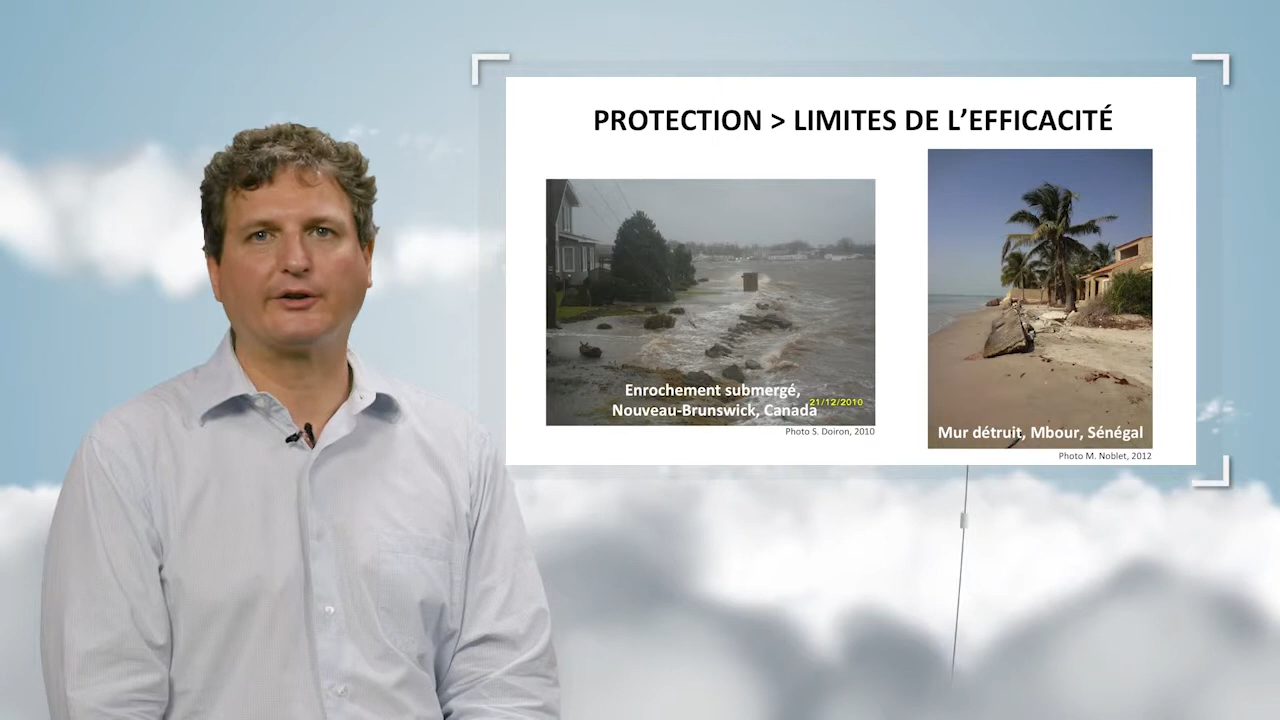 PROTECTION > LIMITES DE L’EFFICACITÉ
Enrochement submergé,
Nouveau-Brunswick, Canada
21/12/2010
Photo S. Doiron, 2010
Mur détruit, Mbour, Sénégal
Photo M. Noblet, 2012